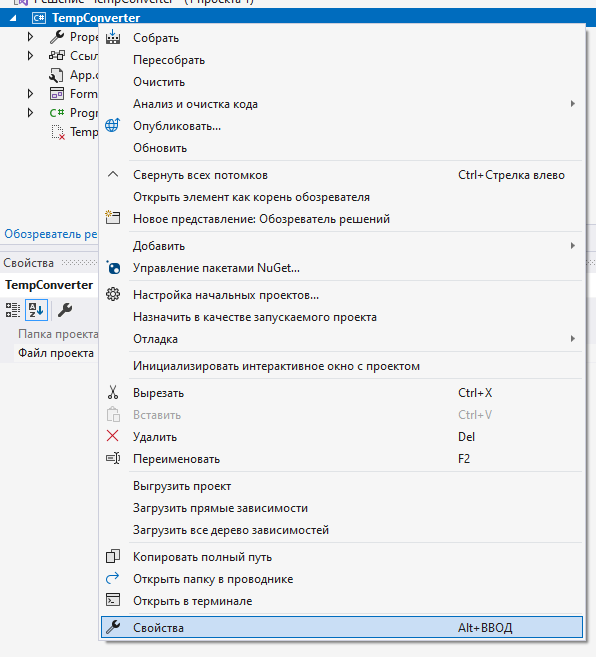 Решение "TempConverter" (1 проекта 1)
C# TempConverter
Prope
Ссыл
App.c
Form
C# Progr
Temp
Обозреватель ре
Свойства
TempConverter
Папка проекта
Файл проекта
Собрать
Пересобрать
Очистить
Анализ и очистка кода
Опубликовать...
Обновить
Свернуть всех потомков Ctrl+Стрелка влево
Открыть элемент как корень обозревателя
Новое представление: Обозреватель решений
Добавить
Управление пакетами NuGet...
Настройка начальных проектов...
Назначить в качестве запускаемого проекта
Отладка
Инициализировать интерактивное окно с проектом
Вырезать Ctrl+X
Вставить Ctrl+V
Удалить Del
Переименовать F2
Выгрузить проект
Загрузить прямые зависимости
Загрузить все дерево зависимостей
Копировать полный путь
Открыть папку в проводнике
Открыть в терминале
Свойства Alt+ВВОД